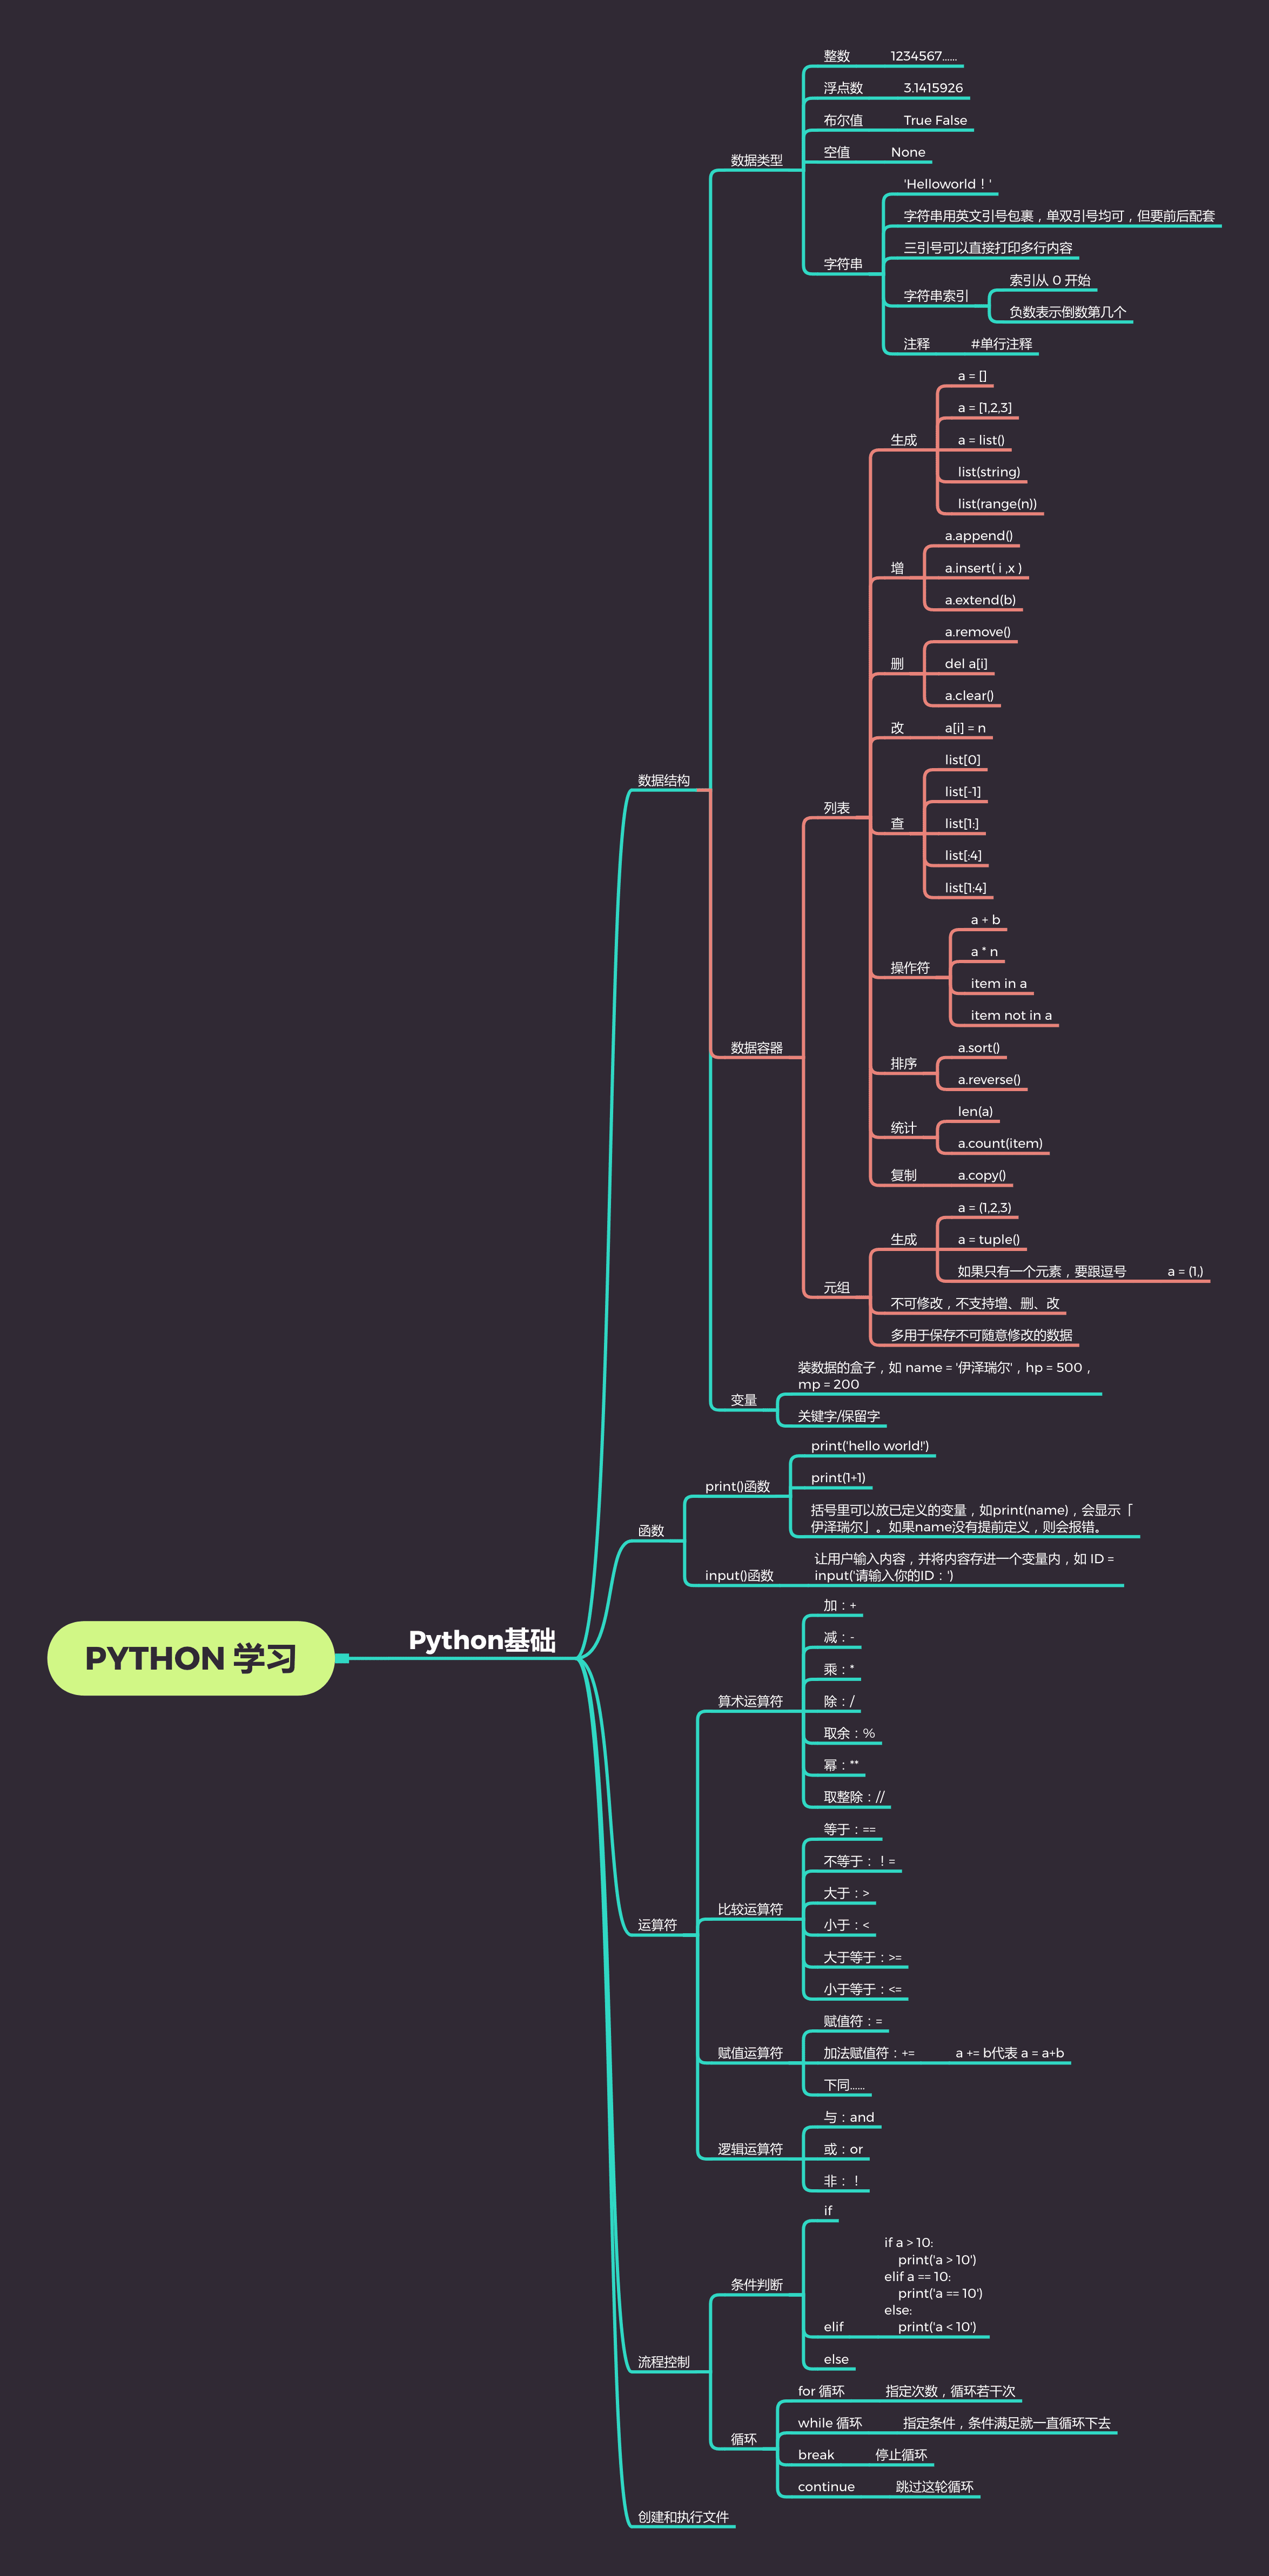 PYTHON 学习
Python基础
数据结构
数据类型
整数
1234567......
浮点数
3.1415926
布尔值
True False
空值
None
字符串
'Helloworld！'
字符串用英文引号包裹，单双引号均可，但要前后配套
三引号可以直接打印多行内容
字符串索引
索引从 0 开始
负数表示倒数第几个
注释
#单行注释
数据容器
列表
生成
a = []
a = [1,2,3]
a = list()
list(string)
list(range(n))
增
a.append()
a.insert( i ,x )
a.extend(b)
删
a.remove()
del a[i]
a.clear()
改
a[i] = n
查
list[0]
list[-1]
list[1:]
list[:4]
list[1:4]
操作符
a + b
a * n
item in a
item not in a
排序
a.sort()
a.reverse()
统计
len(a)
a.count(item)
复制
a.copy()
元组
生成
a = (1,2,3)
a = tuple()
如果只有一个元素，要跟逗号
a = (1,)
不可修改，不支持增、删、改
多用于保存不可随意修改的数据
变量
装数据的盒子，如 name = '伊泽瑞尔'，hp = 500，
mp = 200
关键字/保留字
函数
print()函数
print('hello world!')
print(1+1)
括号里可以放已定义的变量，如print(name)，会显示「
伊泽瑞尔」。如果name没有提前定义，则会报错。
input()函数
让用户输入内容，并将内容存进一个变量内，如 ID =
input('请输入你的ID：')
运算符
算术运算符
加：+
减：-
乘：*
除：/
取余：%
幂：**
取整除：//
比较运算符
等于：==
不等于：！=
大于：>
小于：<
大于等于：>=
小于等于：<=
赋值运算符
赋值符：=
加法赋值符：+=
a += b代表 a = a+b
下同......
逻辑运算符
与：and
或：or
非：！
流程控制
条件判断
if
elif
if a > 10:
print('a > 10')
elif a == 10:
print('a == 10')
else:
print('a < 10')
else
循环
for 循环
指定次数，循环若干次
while 循环
指定条件，条件满足就一直循环下去
break
停止循环
continue
跳过这轮循环
创建和执行文件